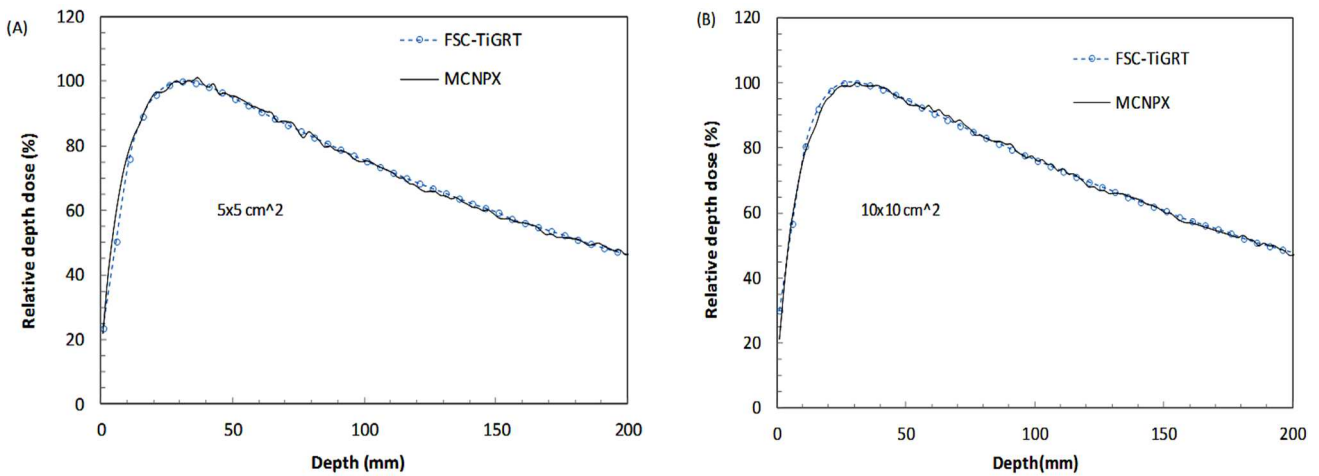 (A)
120
100
80
60
40
20
0
Relative depth dose (%)
FSC-TiGRT
MCNPX
5x5 cm^2
0 50 100 150 200
Depth (mm)
(B)
120
100
80
60
40
20
0
Relative depth dose (%)
FSC-TiGRT
MCNPX
10x10 cm^2
0 50 100 150 200
Depth(mm)